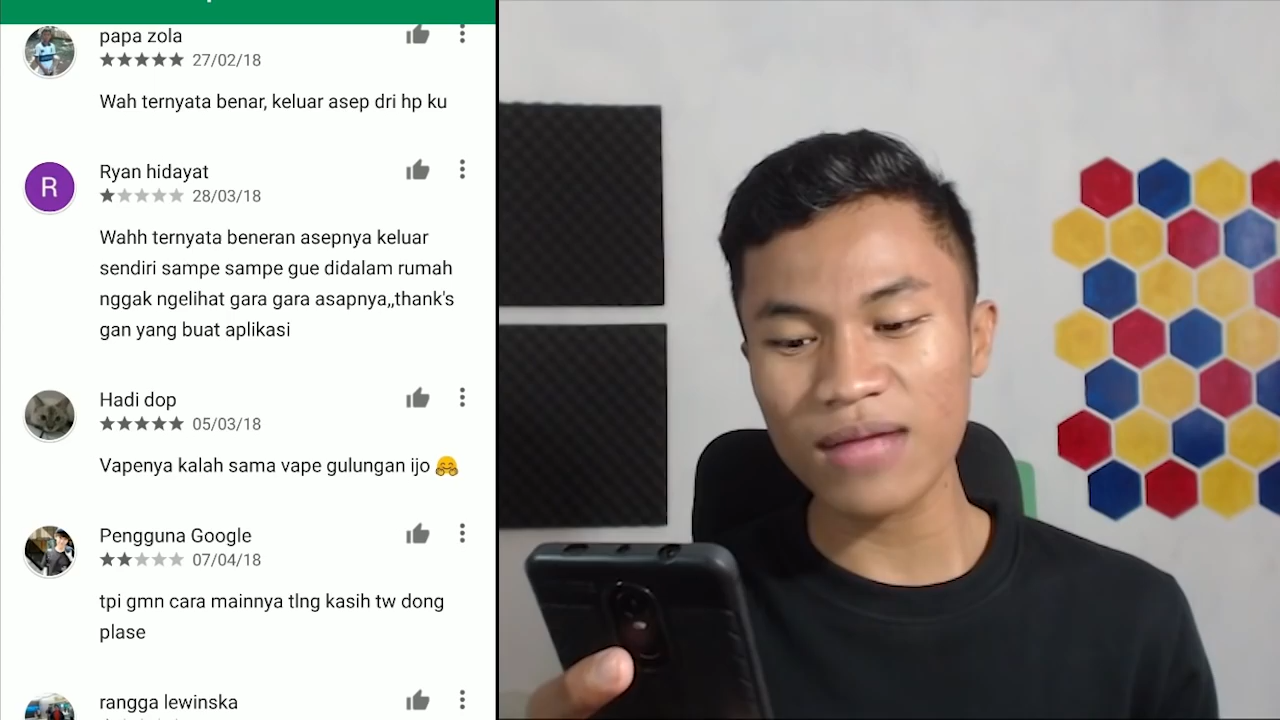 papa zola
27/02/18
Wah ternyata benar, keluar asep dri hp ku
R
Ryan hidayat
28/03/18
Wahh ternyata beneran asepnya keluar
sendiri sampe sampe gue didalam rumah
nggak ngelihat gara gara asapnya,,thank's
gan yang buat aplikasi
Hadi dop
05/03/18
Vapenya kalah sama vape gulungan ijo 🤗
Pengguna Google
07/04/18
tpi gmn cara mainnya tlng kasih tw dong
plase
rangga lewinska